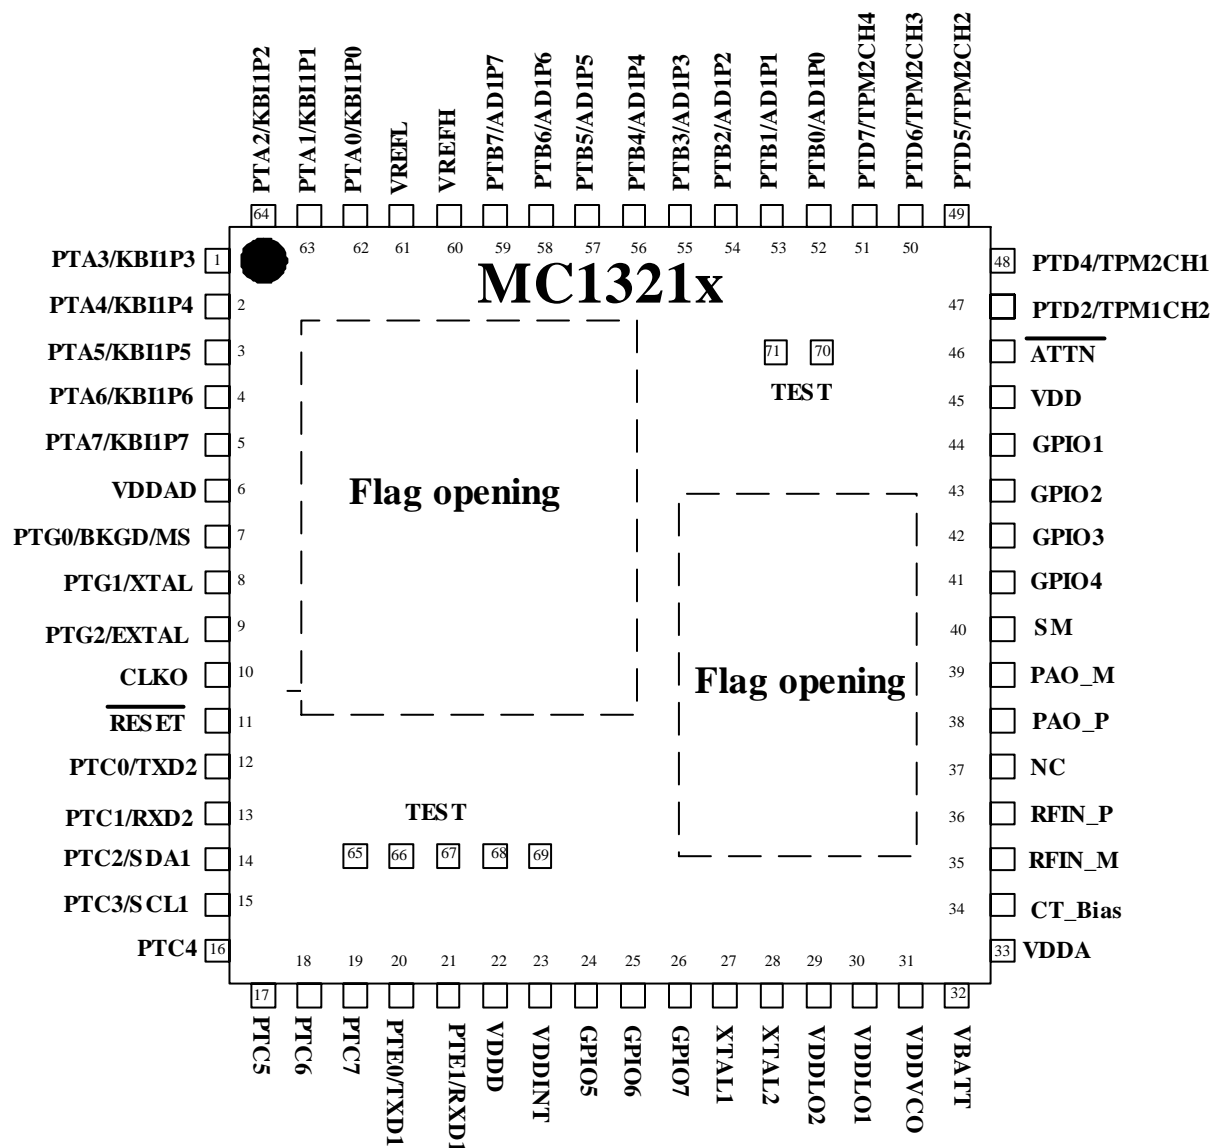 PTA2/KBI1P2
PTA1/KBI1P1
PTA0/KBI1P0
VREFL
VREFH
PTB7/AD1P7
PTB6/AD1P6
PTB5/AD1P5
PTB4/AD1P4
PTB3/AD1P3
PTB2/AD1P2
PTB1/AD1P1
PTB0/AD1P0
PTD7/TPM2CH4
PTD6/TPM2CH3
PTD5/TPM2CH2
64
63
62
61
60
59
58
57
56
55
54
53
52
51
50
49
MC1321x
PTA3/KBI1P3 1
PTA4/KBI1P4 2
PTA5/KBI1P5 3
PTA6/KBI1P6 4
PTA7/KBI1P7 5
VDDAD 6
PTG0/BKGD/MS 7
PTG1/XTAL 8
PTG2/EXTAL 9
CLKO 10
RESET 11
PTC0/TXD2 12
PTC1/RXD2 13
PTC2/SDA1 14
PTC3/SCL1 15
PTC4 16
71 70
TEST
Flag opening
Flag opening
TEST
65 66 67 68 69
48 PTD4/TPM2CH1
47 PTD2/TPM1CH2
46 ATTN
45 VDD
44 GPIO1
43 GPIO2
42 GPIO3
41 GPIO4
40 SM
39 PAO_M
38 PAO_P
37 NC
36 RFIN_P
35 RFIN_M
34 CT_Bias
33 VDDA
17
18
19
20
21
22
23
24
25
26
27
28
29
30
31
32
PTC5
PTC6
PTC7
PTE0/TXD1
PTE1/RXD1
VDDD
VDDINT
GPIO5
GPIO6
GPIO7
XTAL1
XTAL2
VDDLO2
VDDLO1
VDDVCO
VBATT